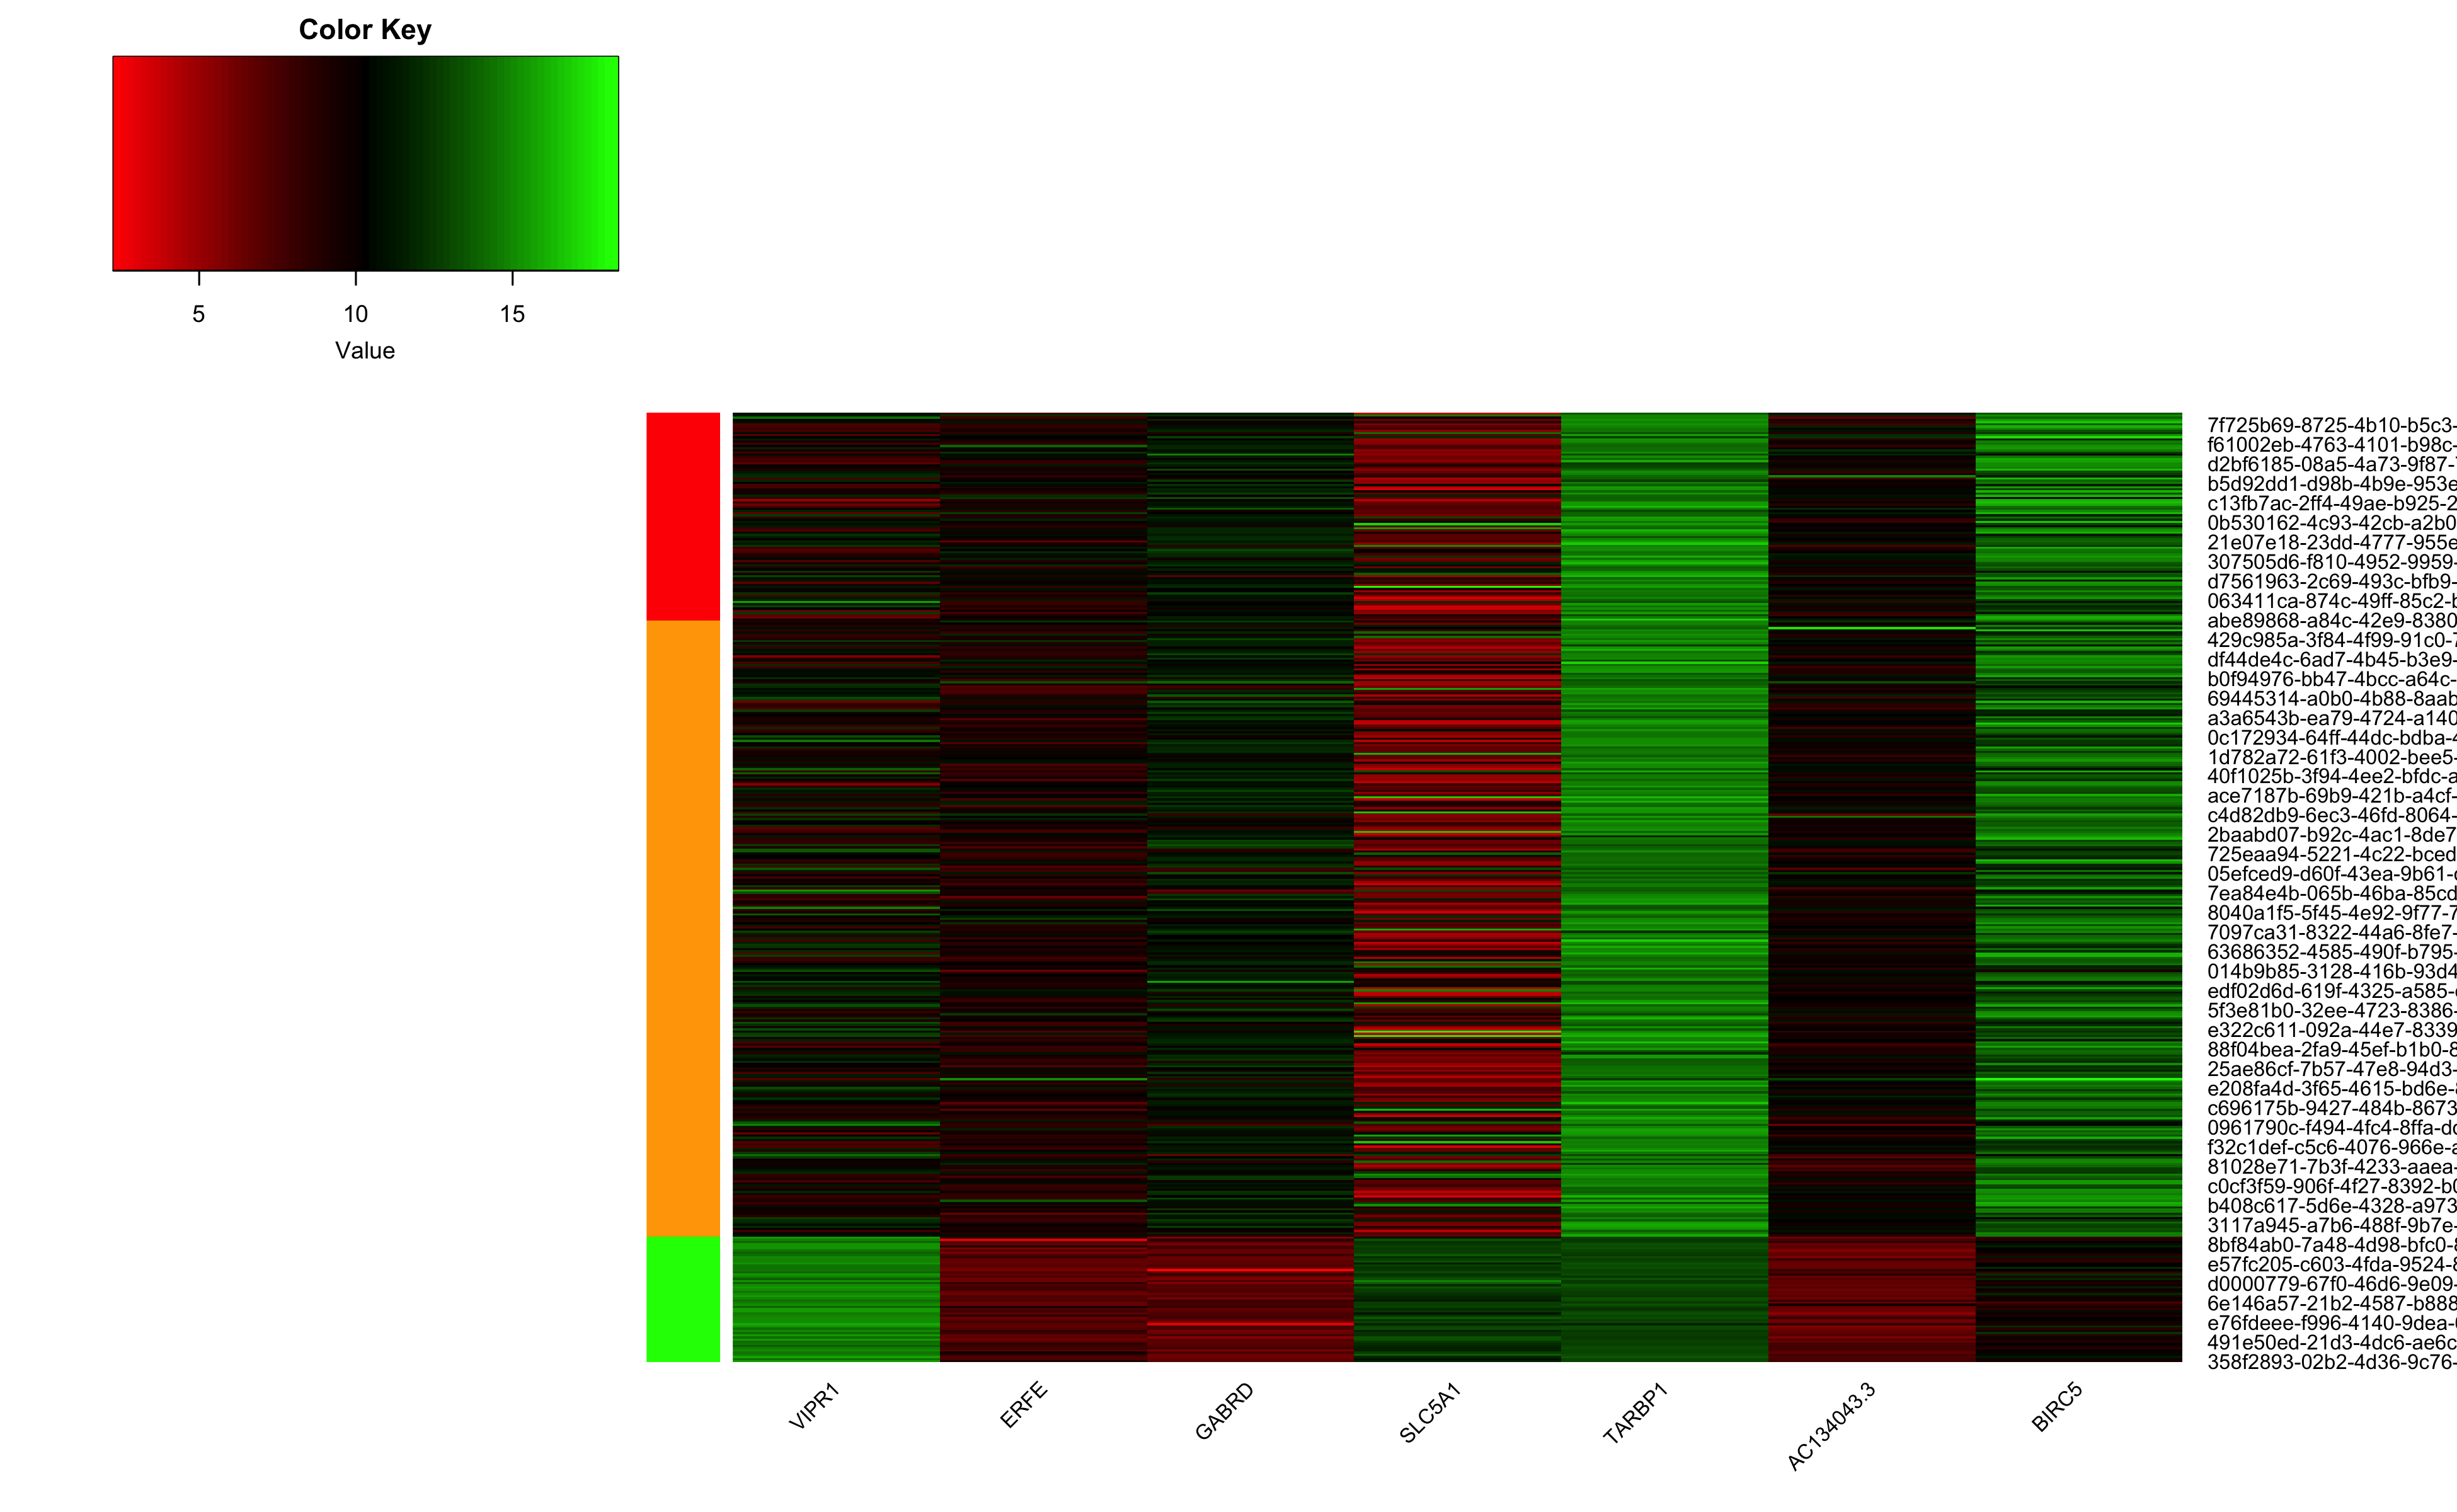 Color Key
5 10 15
Value
7f725b69-8725-4b10-b5c3-
f61002eb-4763-4101-b98c-
d2bf6185-08a5-4a73-9f87-
b5d92dd1-d98b-4b9e-953e
c13fb7ac-2ff4-49ae-b925-2
0b530162-4c93-42cb-a2b0
21e07e18-23dd-4777-955e
307505d6-f810-4952-9959-
d7561963-2c69-493c-bfb9-
063411ca-874c-49ff-85c2-b
abe89868-a84c-42e9-8380
429c985a-3f84-4f99-91c0-7
df44de4c-6ad7-4b45-b3e9-
b0f94976-bb47-4bcc-a64c-
69445314-a0b0-4b88-8aab
a3a6543b-ea79-4724-a140
0c172934-64ff-44dc-bdba-4
1d782a72-61f3-4002-bee5-
40f1025b-3f94-4ee2-bfdc-a
ace7187b-69b9-421b-a4cf-
c4d82db9-6ec3-46fd-8064-
2baabd07-b92c-4ac1-8de7
725eaa94-5221-4c22-bced
05efced9-d60f-43ea-9b61-
7ea84e4b-065b-46ba-85cd
8040a1f5-5f45-4e92-9f77-7
7097ca31-8322-44a6-8fe7-
63686352-4585-490f-b795-
014b9b85-3128-416b-93d4
edf02d6d-619f-4325-a585-
5f3e81b0-32ee-4723-8386-
e322c611-092a-44e7-8339
88f04bea-2fa9-45ef-b1b0-8
25ae86cf-7b57-47e8-94d3-
e208fa4d-3f65-4615-bd6e-
c696175b-9427-484b-8673
0961790c-f494-4fc4-8ffa-dc
f32c1def-c5c6-4076-966e-a
81028e71-7b3f-4233-aaea-
c0cf3f59-906f-4f27-8392-b0
b408c617-5d6e-4328-a973
3117a945-a7b6-488f-9b7e-
8bf84ab0-7a48-4d98-bfc0-8
e57fc205-c603-4fda-9524-8
d0000779-67f0-46d6-9e09-
6e146a57-21b2-4587-b888
e76fdeee-f996-4140-9dea-
491e50ed-21d3-4dc6-ae6c
358f2893-02b2-4d36-9c76-
VIPR1 ERFE GABRD SLC5A1 TARBP1 AC134043.3 BIRC5